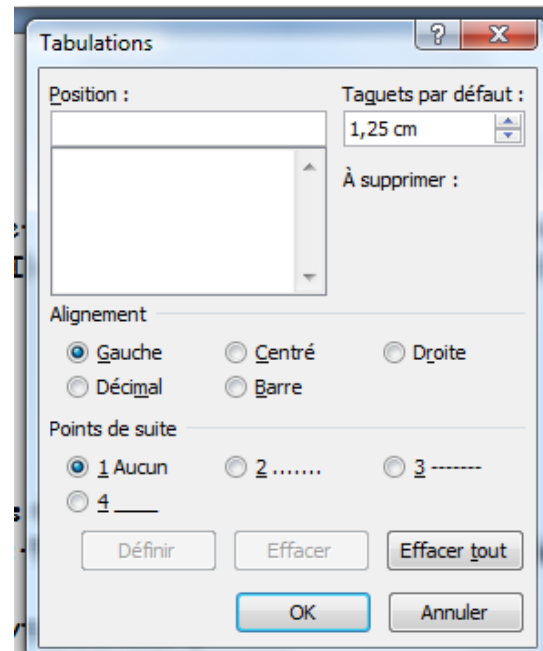 Tabulations
Position :
Taquets par défaut :
1,25 cm
À supprimer :
Alignement
Gauche Centré Droite
Décimal Barre
Points de suite
1 Aucun 2 ....... 3 -------
4 ____
Définir Effacer Effacer tout
OK Annuler